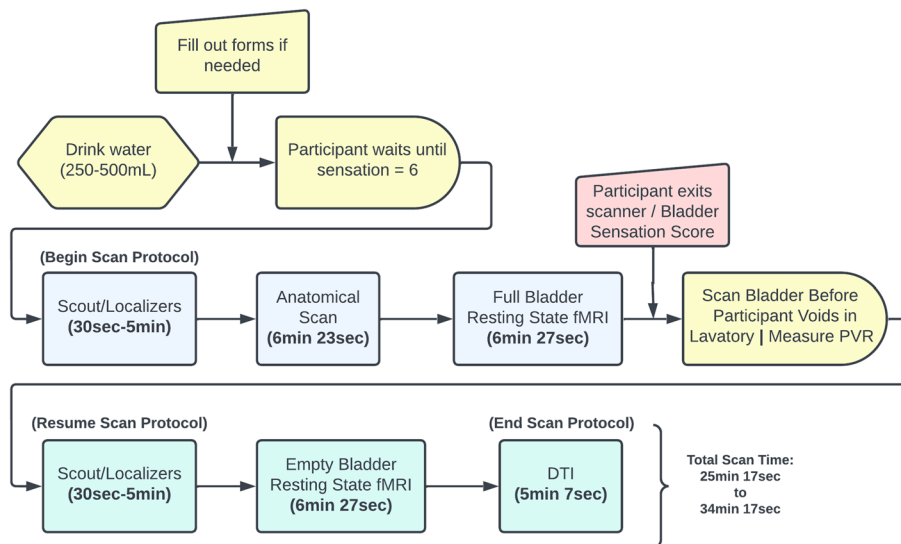 Fill out forms if
needed
Drink water
(250-500mL)
Participant waits until
sensation = 6
Participant exits
scanner / Bladder
Sensation Score
(Begin Scan Protocol)
Scout/Localizers
(30sec-5min)
Anatomical
Scan
(6min 23sec)
Full Bladder
Resting State fMRI
(6min 27sec)
Scan Bladder Before
Participant Voids in
Lavatory | Measure PVR
(Resume Scan Protocol)
Scout/Localizers
(30sec-5min)
Empty Bladder
Resting State fMRI
(6min 27sec)
(End Scan Protocol)
DTI
(5min 7sec)
Total Scan Time:
25min 17sec
to
34min 17sec